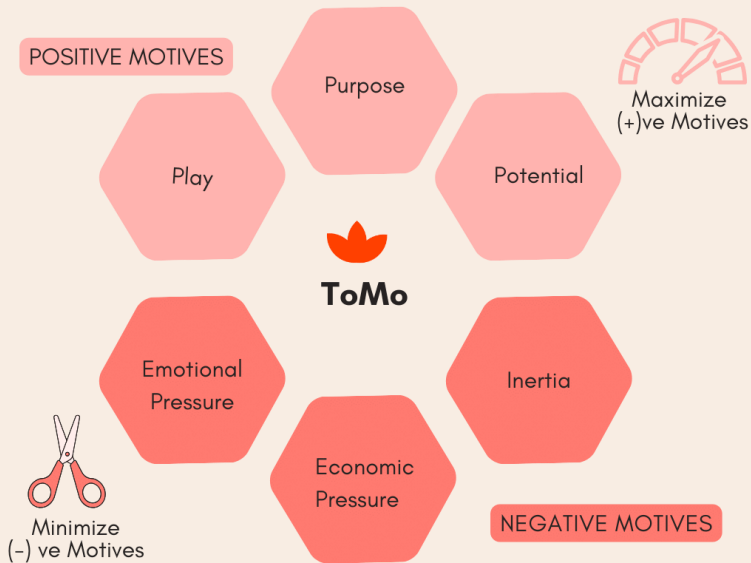 POSITIVE MOTIVES
Purpose
Maximize
(+)ve Motives
Play
Potential
ToMo
Emotional
Pressure
Inertia
Economic
Pressure
Minimize
(-) ve Motives
NEGATIVE MOTIVES